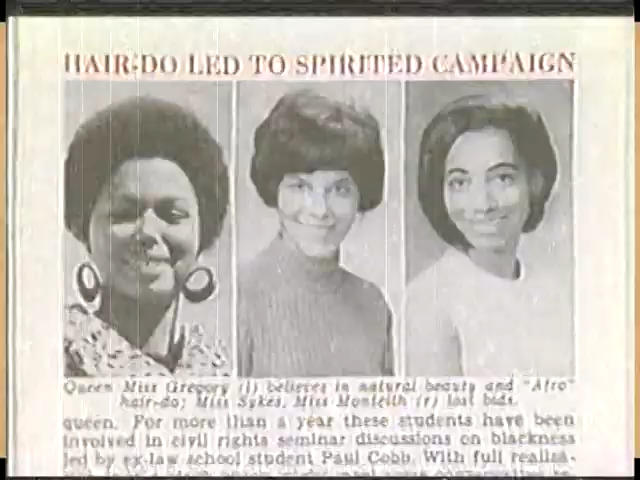 HAIR-DO LED TO SPIRITED CAMPAIGN
Queen Miss Gregory (l) believes in natural beauty and "Afro"
hair-do; Miss Sykes, Miss Monteith (r) lost bids.
queen. For more than a year these students have been
involved in civil rights seminar discussions on blackness
led by ex-law school student Paul Cobb. With full realiza-